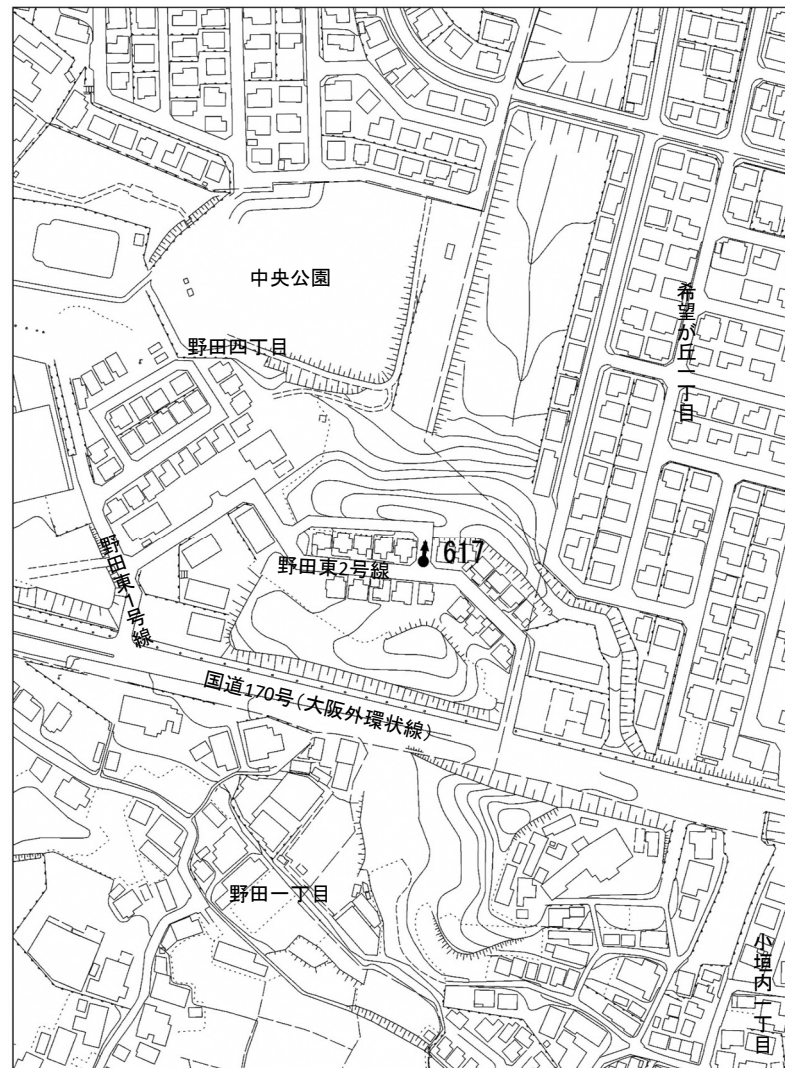 中央公園
野田四丁目
希望が丘一丁目
617
野田東2号線
野田東1号線
国道170号(大阪外環状線)
野田一丁目
小垣内一丁目